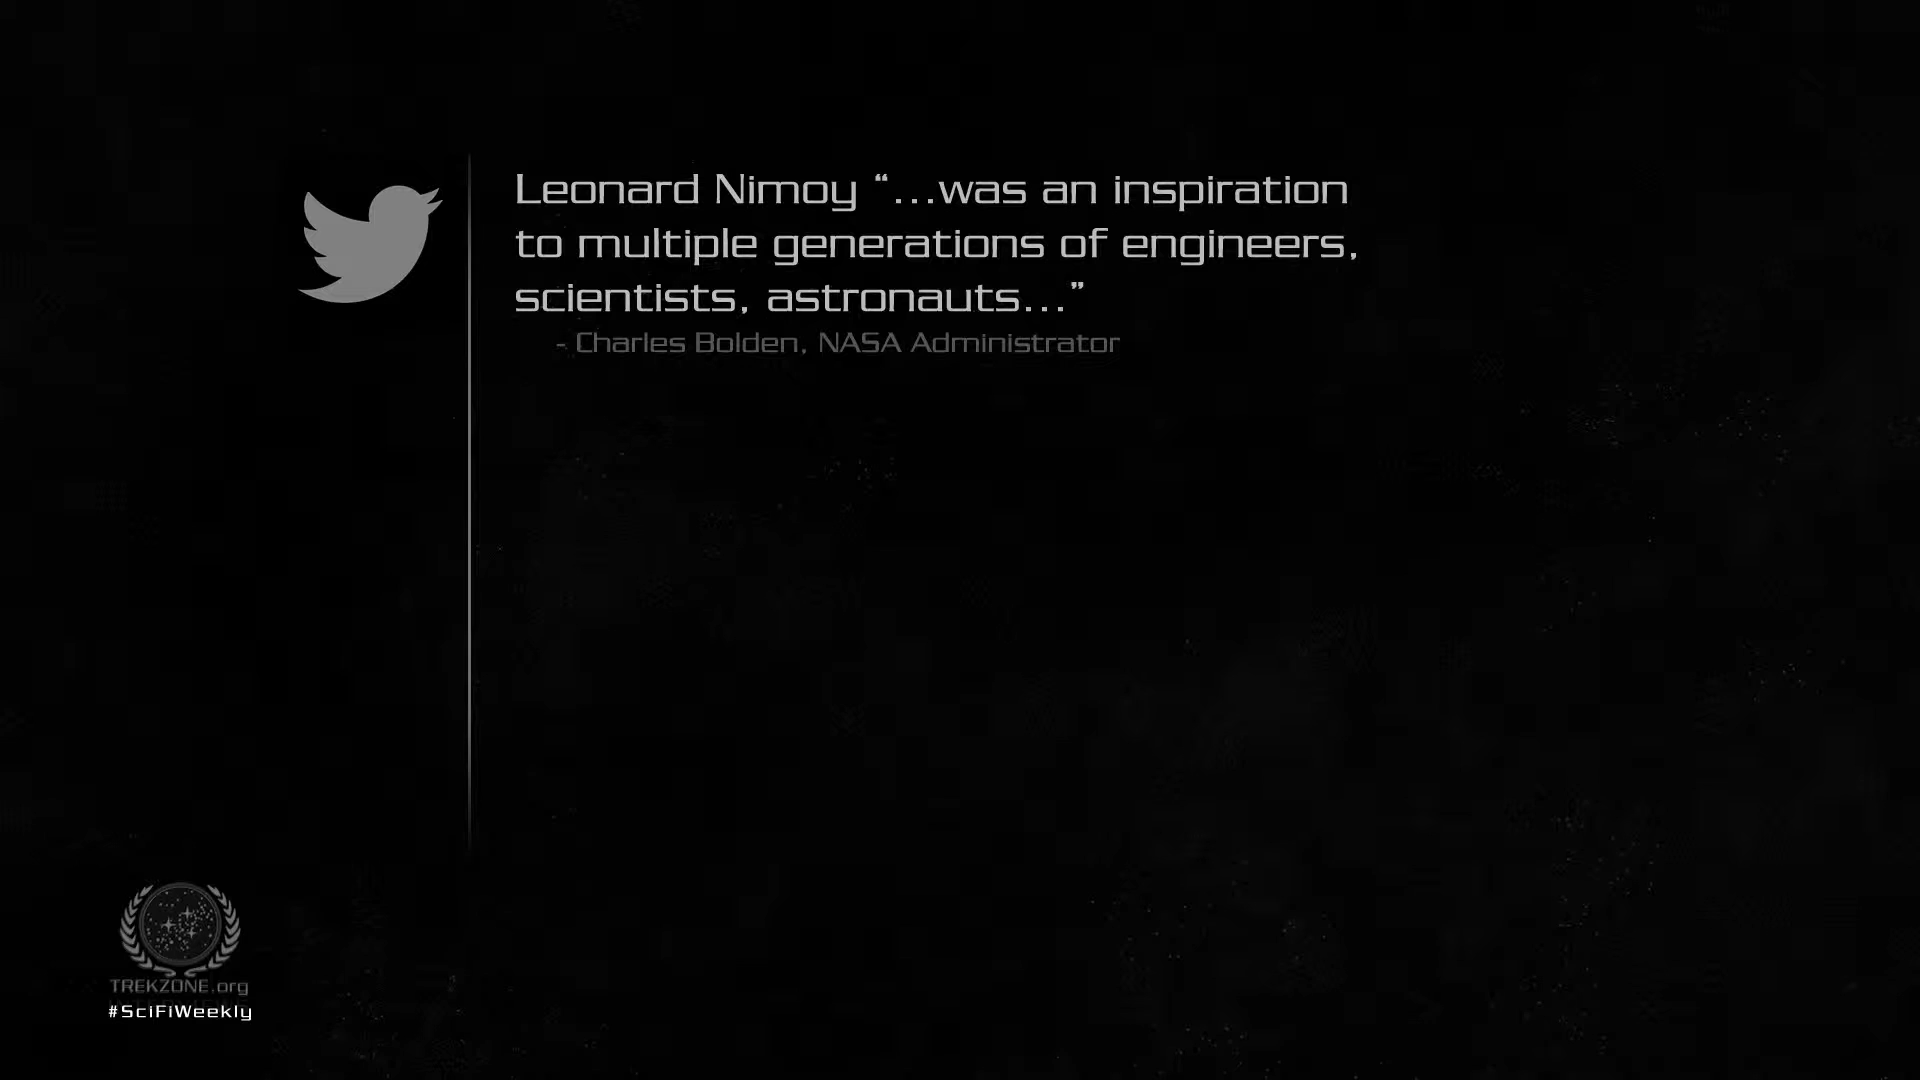 Leonard Nimoy “...was an inspiration
to multiple generations of engineers,
scientists, astronauts...”
- Charles Bolden, NASA Administrator
TREKZONE.org
#SciFiWeekly